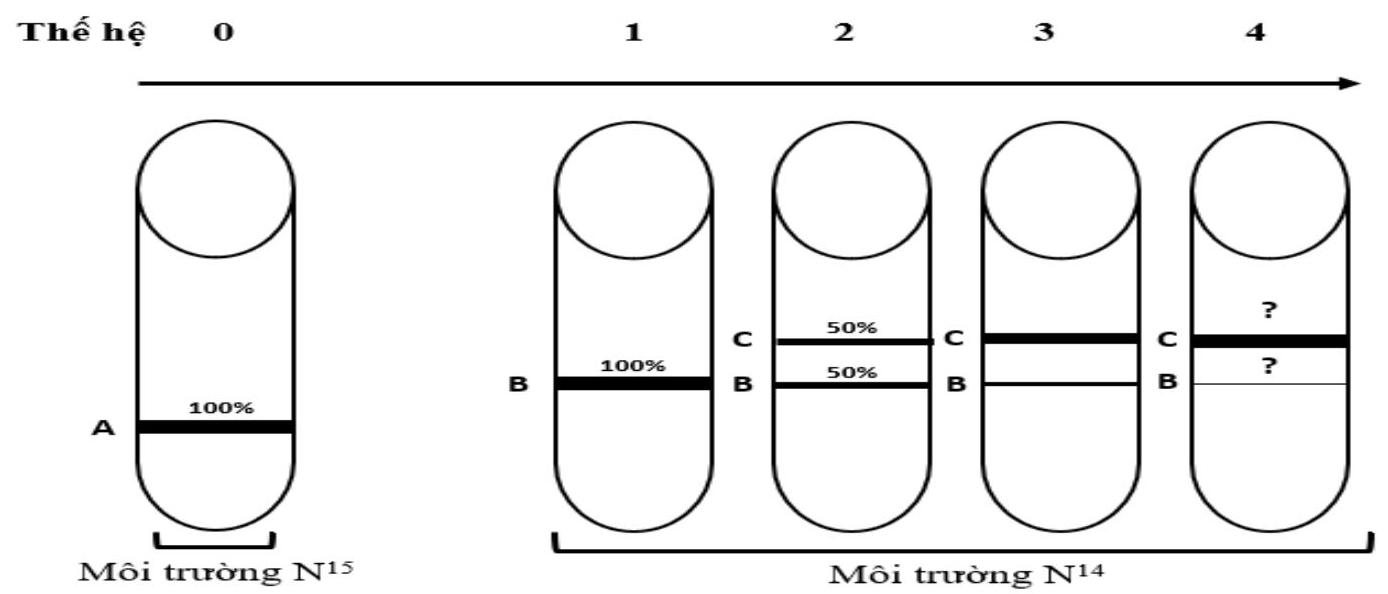 Thế hệ 0 1 2 3 4
?
C 50% C C
100% ?
B B 50% B B
100%
A
Môi trường N¹⁵ Môi trường N¹⁴